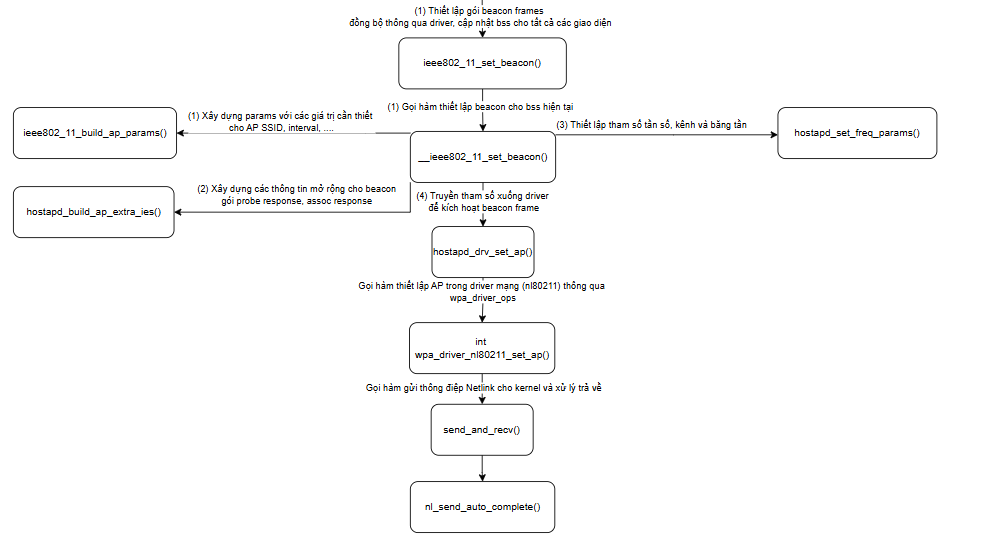 (1) Thiết lập gói beacon frames
đồng bộ thông qua driver, cập nhật bss cho tất cả các giao diện
ieee802_11_set_beacon()
(1) Gọi hàm thiết lập beacon cho bss hiện tại
(1) Xây dựng params với các giá trị cần thiết
cho AP SSID, interval, ....
(3) Thiết lập tham số tần số, kênh và băng tần
ieee802_11_build_ap_params()
hostapd_set_freq_params()
__ieee802_11_set_beacon()
(2) Xây dựng các thông tin mở rộng cho beacon
gói probe response, assoc response
(4) Truyền tham số xuống driver
để kích hoạt beacon frame
hostapd_build_ap_extra_ies()
hostapd_drv_set_ap()
Gọi hàm thiết lập AP trong driver mạng (nl80211) thông qua
wpa_driver_ops
int
wpa_driver_nl80211_set_ap()
Gọi hàm gửi thông điệp Netlink cho kernel và xử lý trả về
send_and_recv()
nl_send_auto_complete()